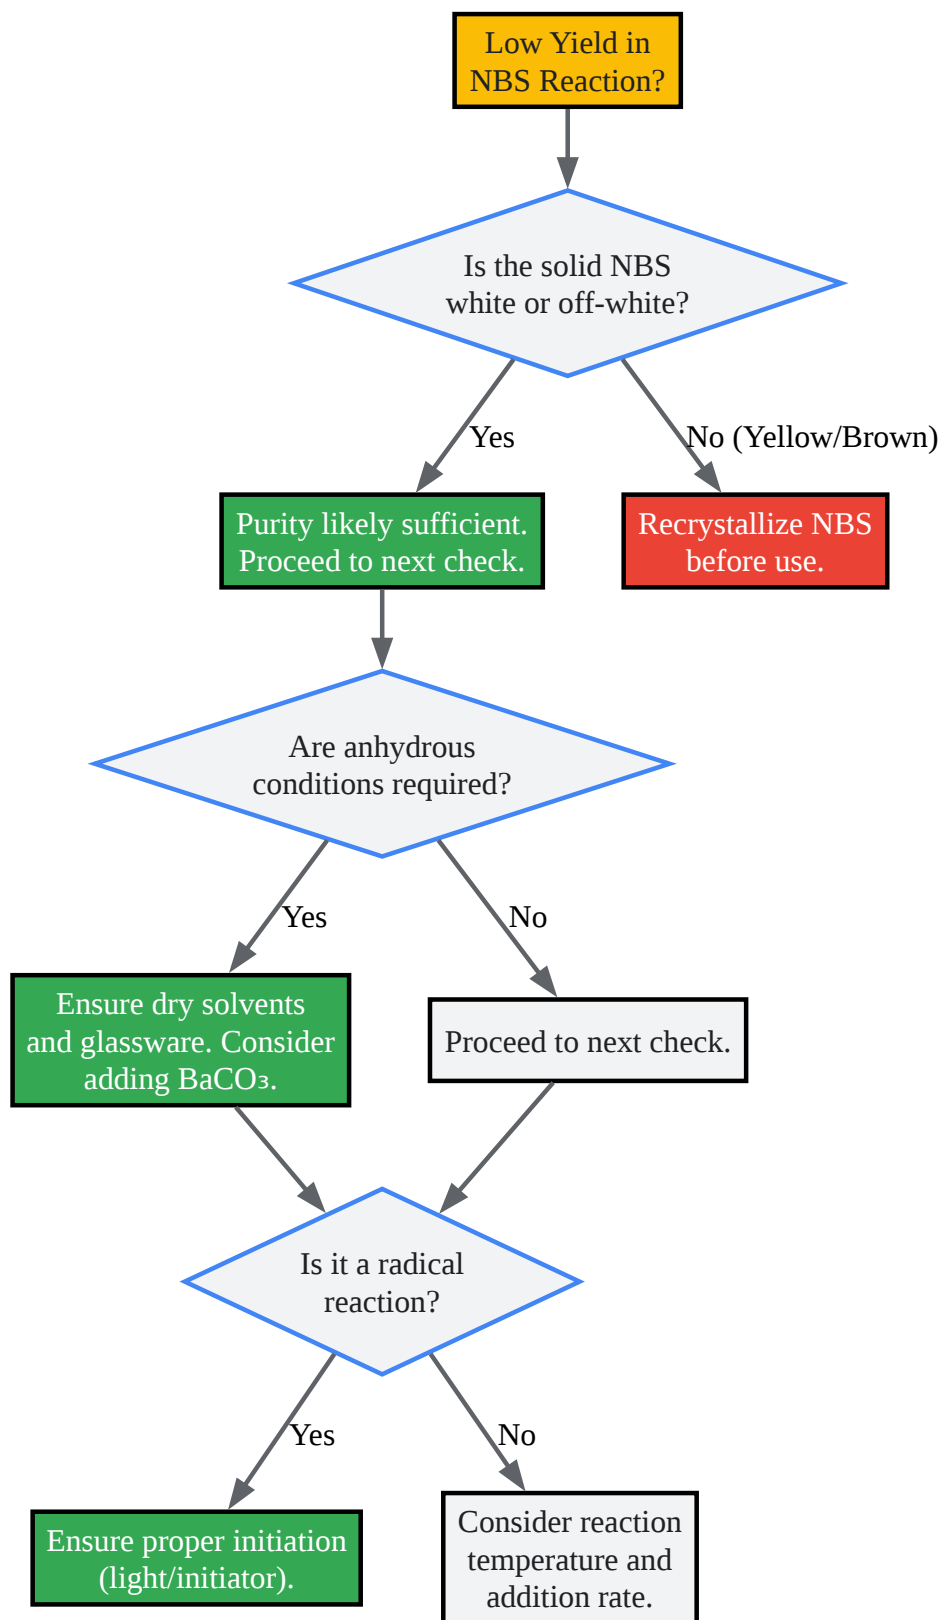 Low Yield in
NBS Reaction?
Is the solid NBS
white or off-white?
Yes
No (Yellow/Brown)
Purity likely sufficient.
Proceed to next check.
Recrystallize NBS
before use.
Are anhydrous
conditions required?
Yes
No
Ensure dry solvents
and glassware. Consider
adding BaCO₃.
Proceed to next check.
Is it a radical
reaction?
Yes
No
Ensure proper initiation
(light/initiator).
Consider reaction
temperature and
addition rate.